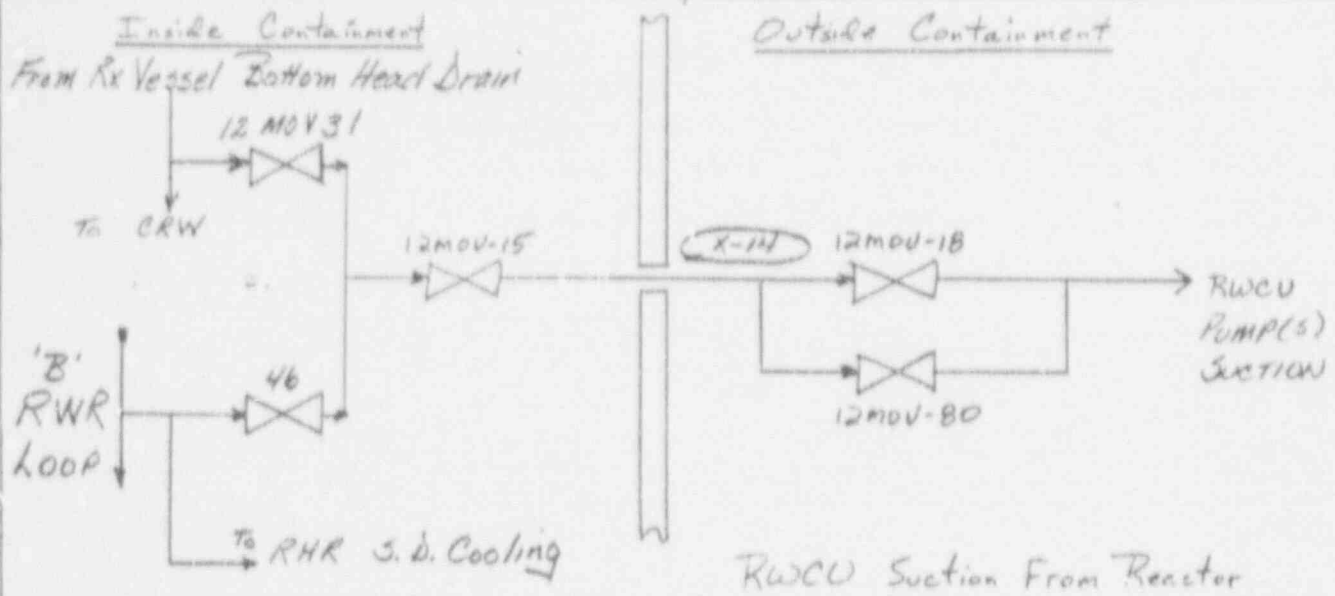 Inside Containment
Outside Containment
From Rx Vessel Bottom Head Drain
12 MOV 31
To CRW
12MOV-15
X-14
12MOV-18
RWCU
PUMP(S)
SUCTION
'B'
RWR
LOOP
46
12MOV-80
To RHR S.D. Cooling
RWCU Suction From Reactor